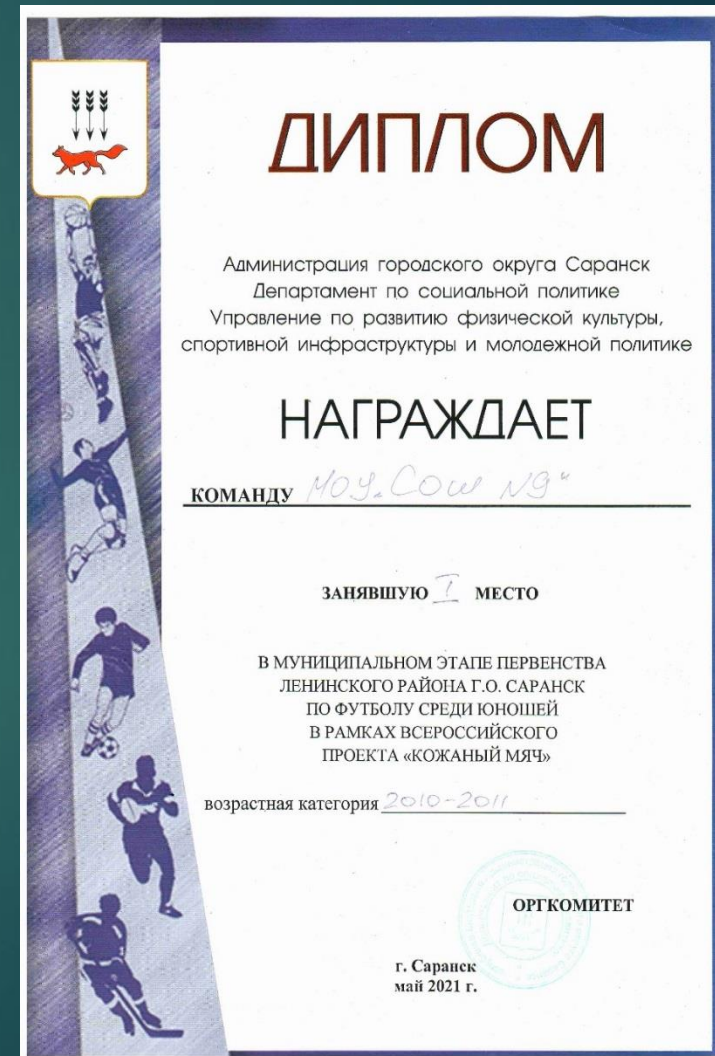 ДИПЛОМ
Администрация городского округа Саранск
Департамент по социальной политике
Управление по развитию физической культуры,
спортивной инфраструктуры и молодежной политике
НАГРАЖДАЕТ
КОМАНДУ МОУ „СОШ №9"
ЗАНЯВШУЮ I МЕСТО
В МУНИЦИПАЛЬНОМ ЭТАПЕ ПЕРВЕНСТВА
ЛЕНИНСКОГО РАЙОНА Г.О. САРАНСК
ПО ФУТБОЛУ СРЕДИ ЮНОШЕЙ
В РАМКАХ ВСЕРОССИЙСКОГО
ПРОЕКТА «КОЖАНЫЙ МЯЧ»
возрастная категория 2010-2011
ОРГКОМИТЕТ
г. Саранск
май 2021 г.